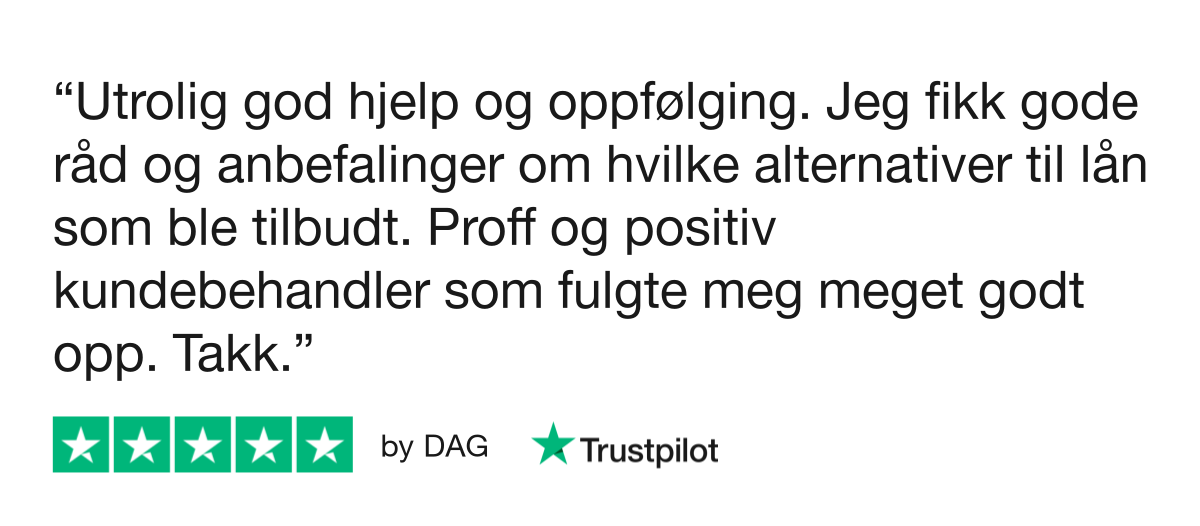 “Utrolig god hjelp og oppfølging. Jeg fikk gode
råd og anbefalinger om hvilke alternativer til lån
som ble tilbudt. Proff og positiv
kundebehandler som fulgte meg meget godt
opp. Takk.”
by DAG Trustpilot